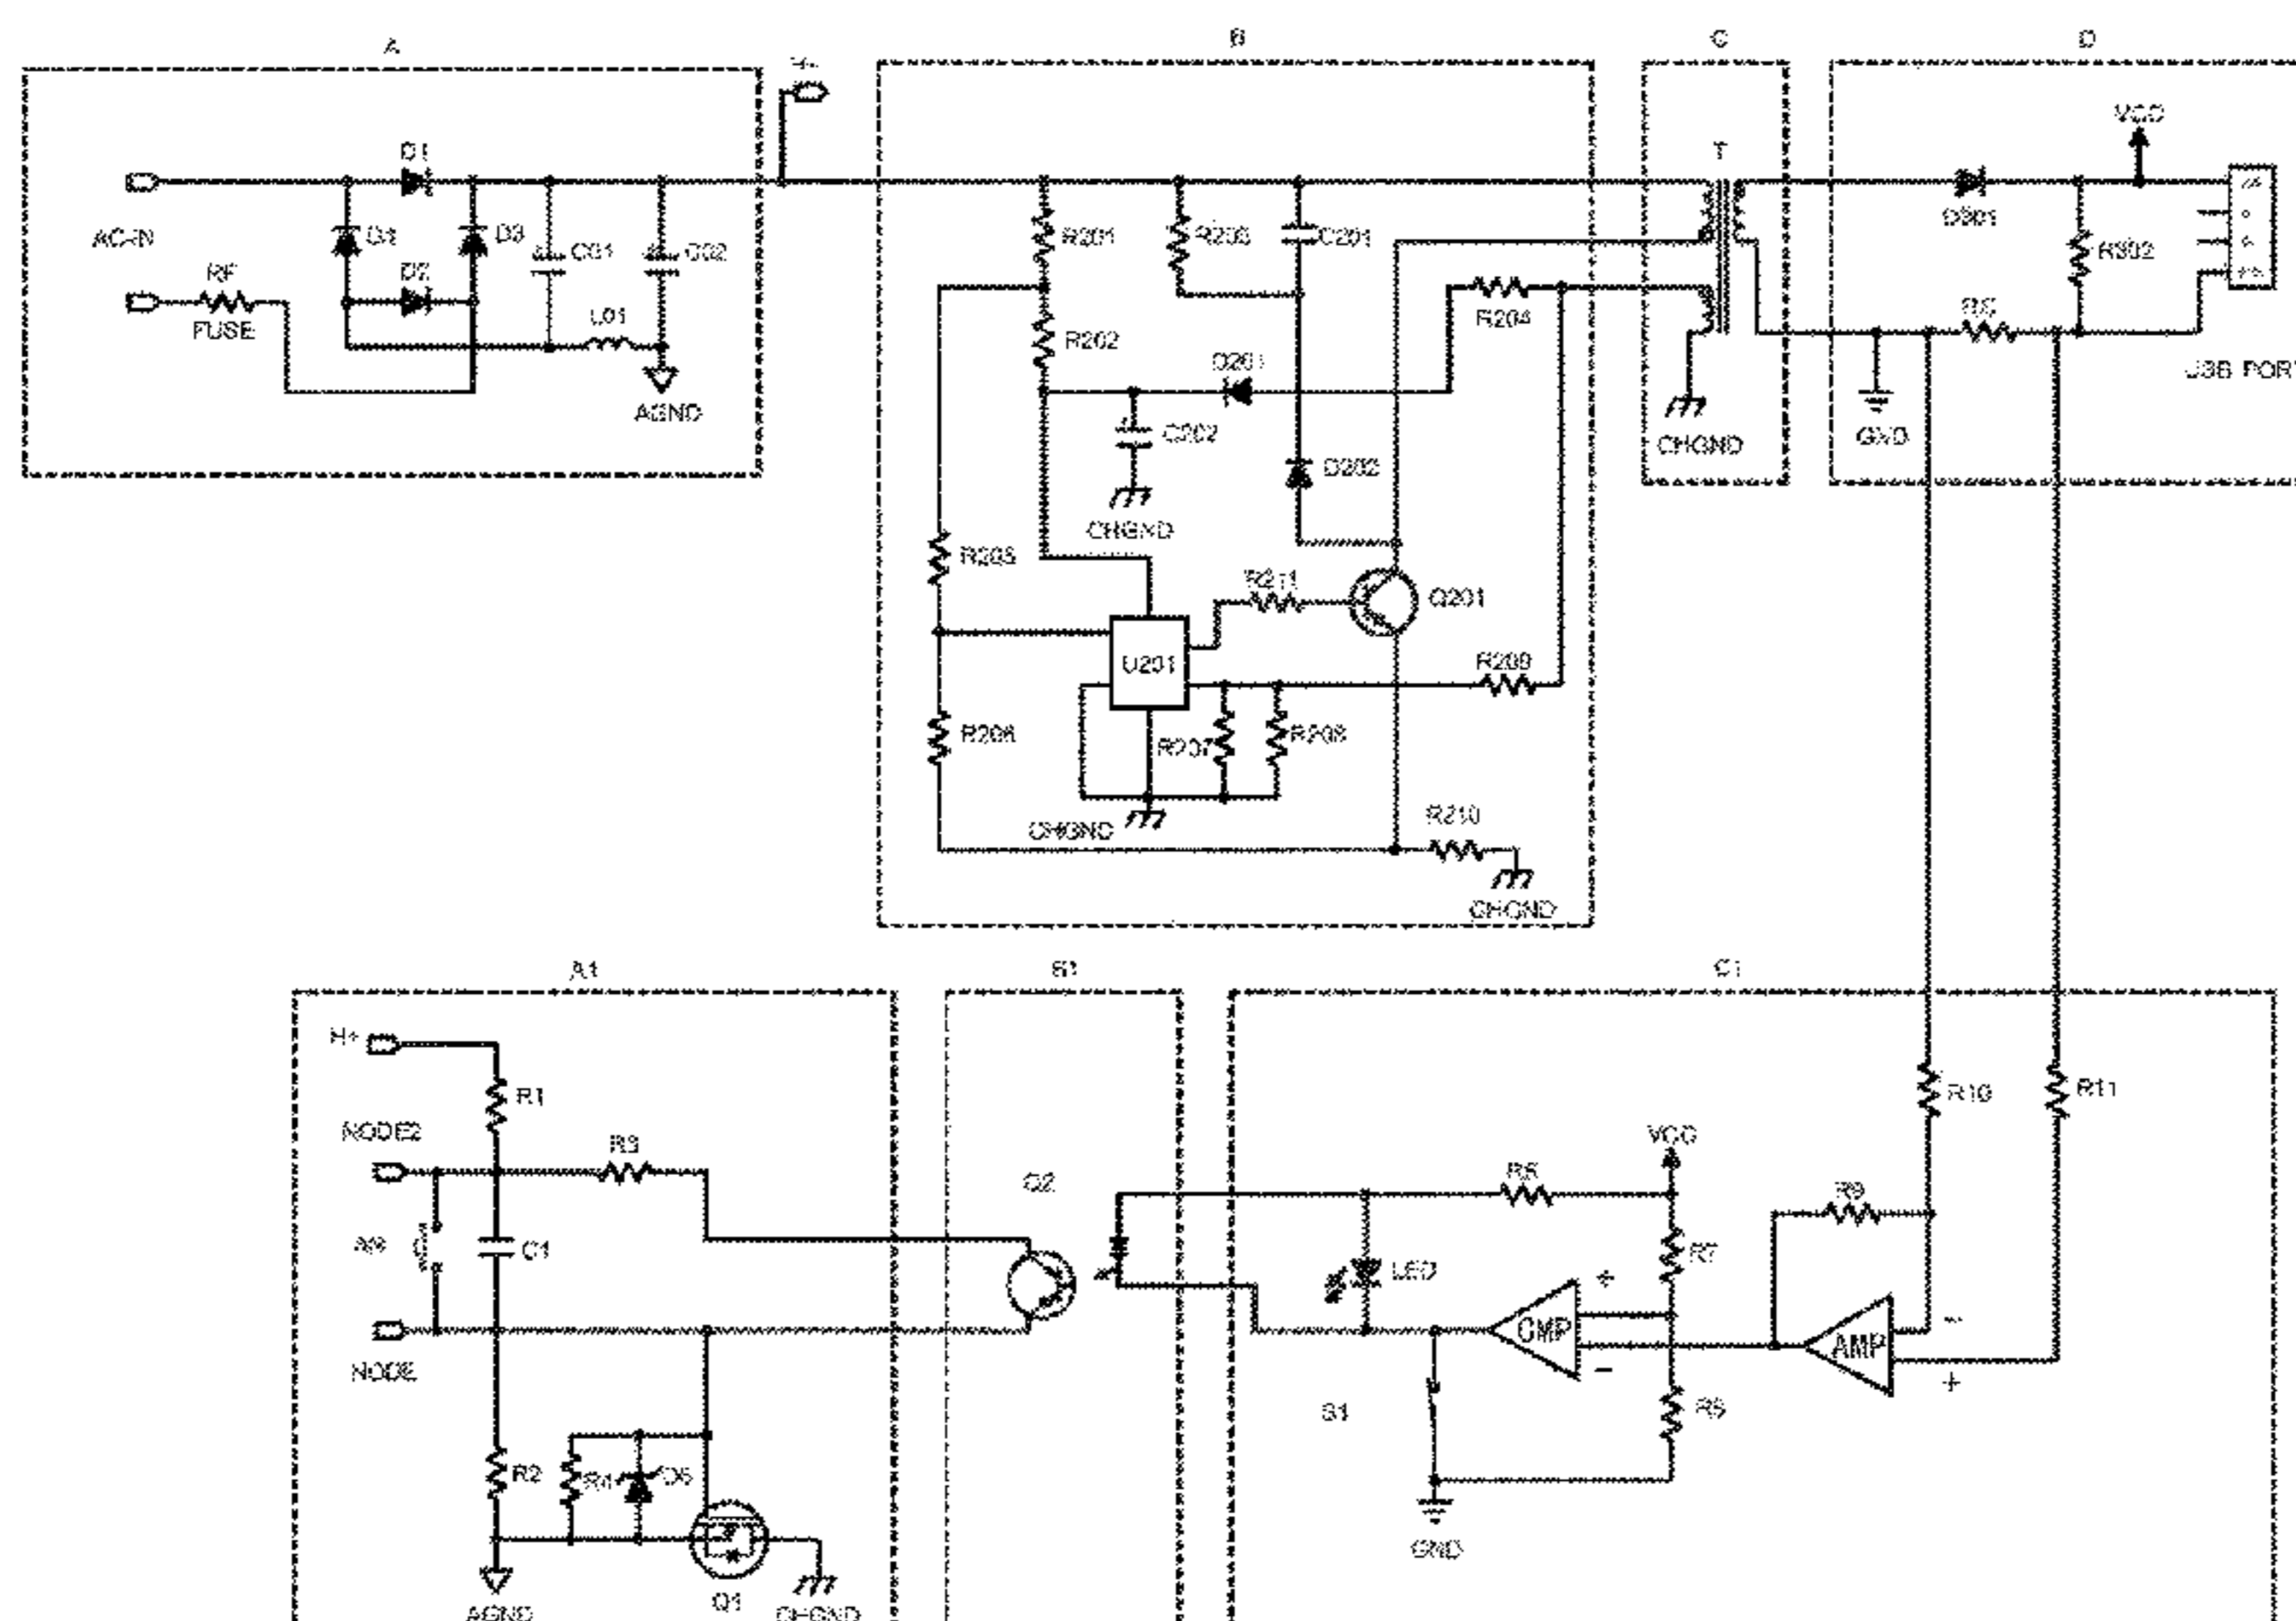 A
B
C
D
T
VCC
D1
D3
AC-IN
RF
D2
C01
C02
FUSE
L01
AGND
R201
C201
R202
R204
D201
C202
CHGND
D202
CHGND
D301
R302
GND
USB PORT
R205
R211
Q201
U201
R209
R206
R207
R208
CHGND
R210
CHGND
A1
B1
C1
H+
R1
NODE2
R3
C1
NODE
R2
R4
D5
AGND
Q1
CHGND
Q2
VCC
R7
R10
R11
R9
LED
+
CMP
−
AMP
−
+
S1
GND